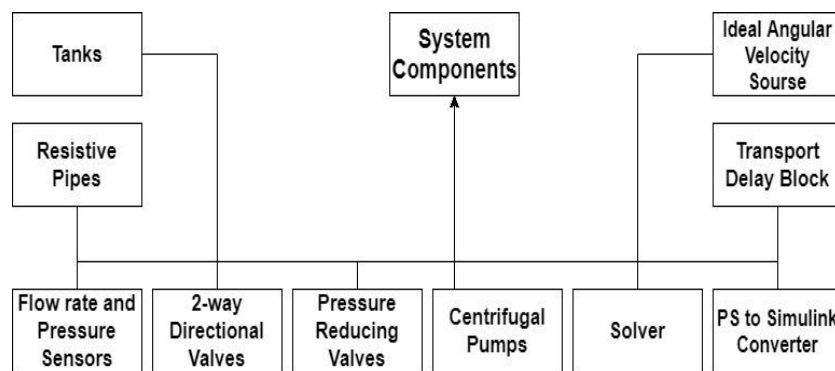 Tanks
System
Components
Ideal Angular
Velocity
Sourse
Resistive
Pipes
Transport
Delay Block
Flow rate and
Pressure
Sensors
2-way
Directional
Valves
Pressure
Reducing
Valves
Centrifugal
Pumps
Solver
PS to Simulink
Converter